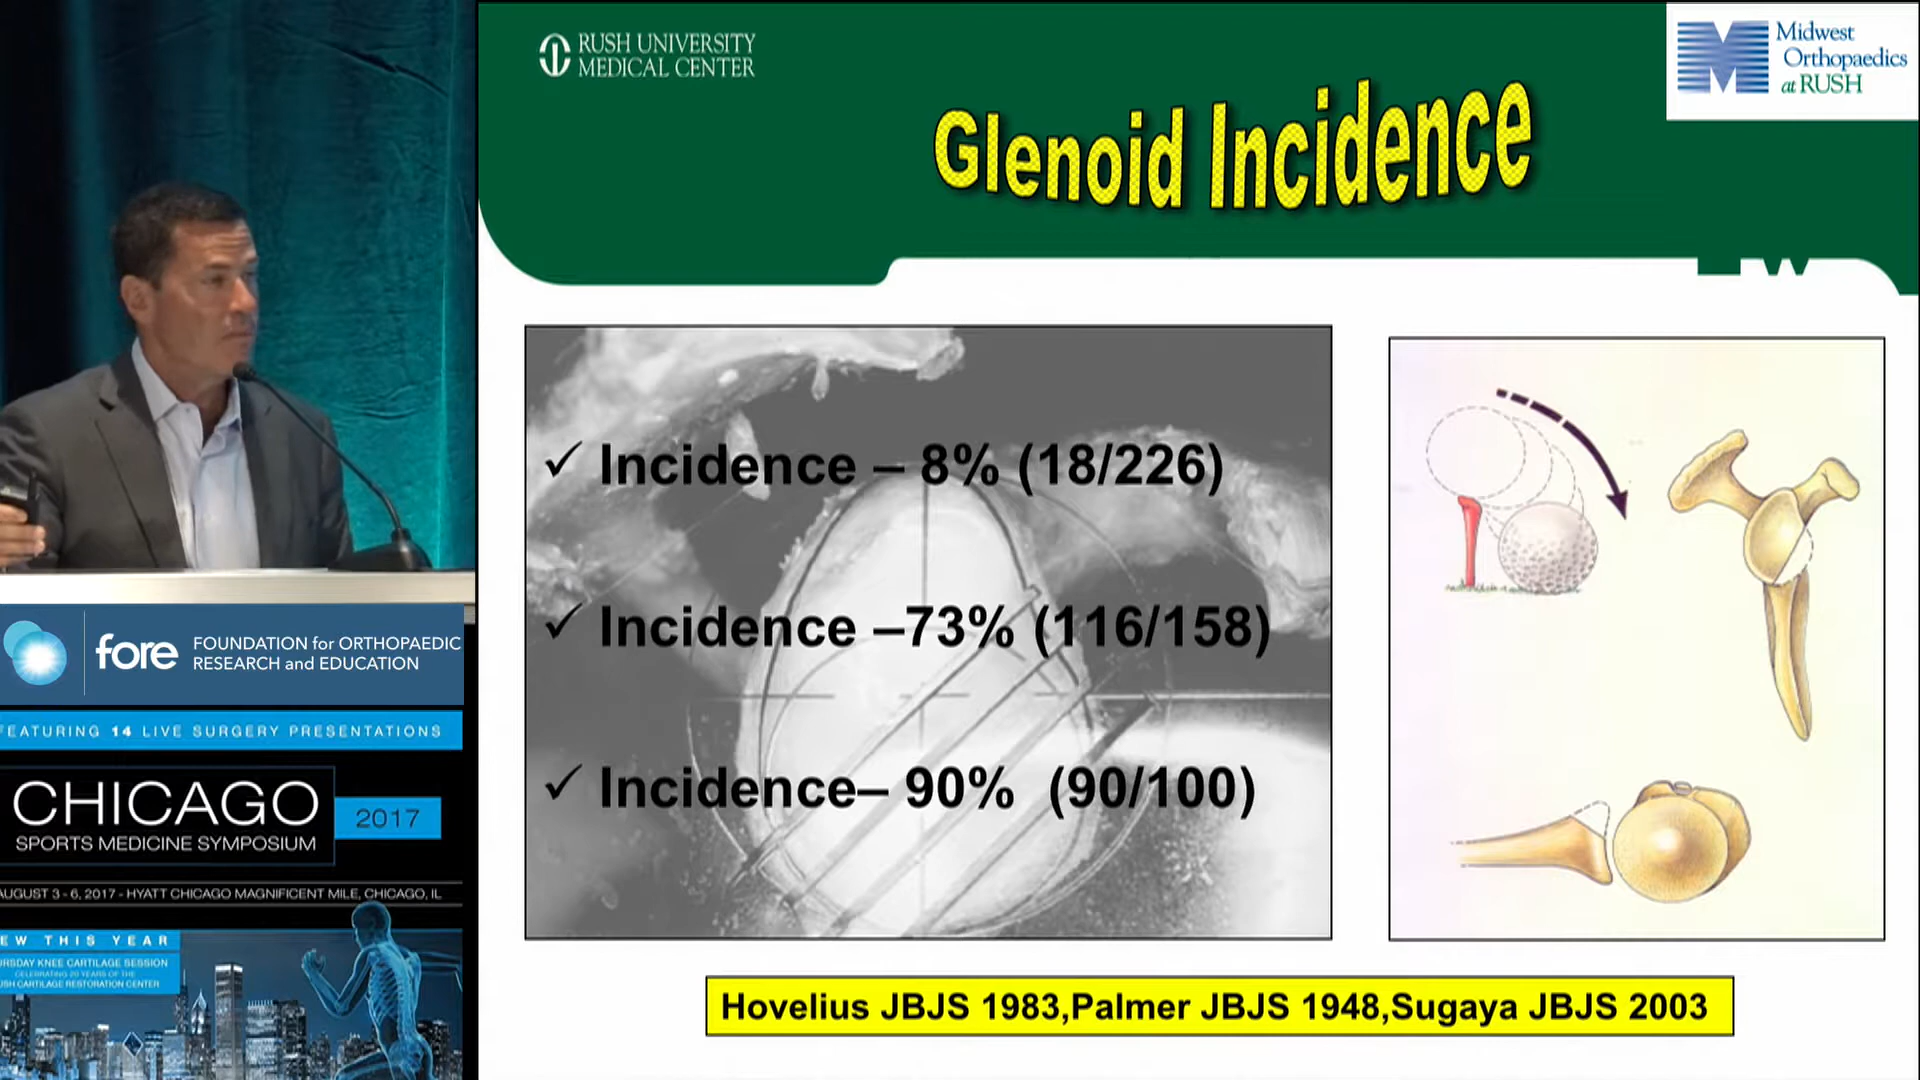 RUSH UNIVERSITY
MEDICAL CENTER
Midwest
Orthopaedics
at RUSH
Glenoid Incidence
✓ Incidence – 8% (18/226)
✓ Incidence –73% (116/158)
✓ Incidence– 90% (90/100)
Hovelius JBJS 1983,Palmer JBJS 1948,Sugaya JBJS 2003
fore
FOUNDATION for ORTHOPAEDIC
RESEARCH and EDUCATION
EATURING 14 LIVE SURGERY PRESENTATIONS
CHICAGO
2017
SPORTS MEDICINE SYMPOSIUM
AUGUST 3 - 6, 2017 - HYATT CHICAGO MAGNIFICENT MILE, CHICAGO, IL
EW THIS YEAR
URSDAY KNEE CARTILAGE SESSION
CELEBRATING 20 YEARS OF THE
USH CARTILAGE RESTORATION CENTER